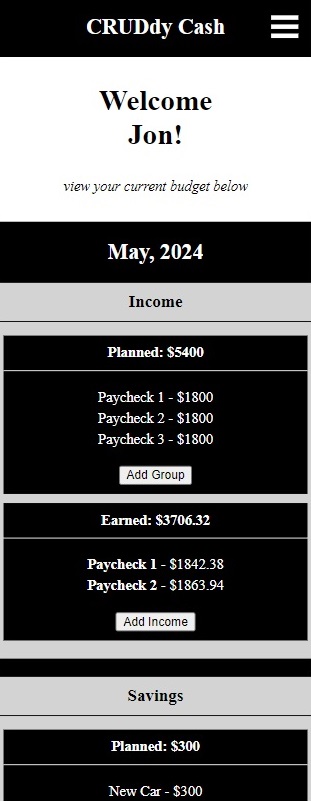 CRUDdy Cash
Welcome
Jon!
view your current budget below
May, 2024
Income
Planned: $5400
Paycheck 1 - $1800
Paycheck 2 - $1800
Paycheck 3 - $1800
Add Group
Earned: $3706.32
Paycheck 1 - $1842.38
Paycheck 2 - $1863.94
Add Income
Savings
Planned: $300
New Car - $300